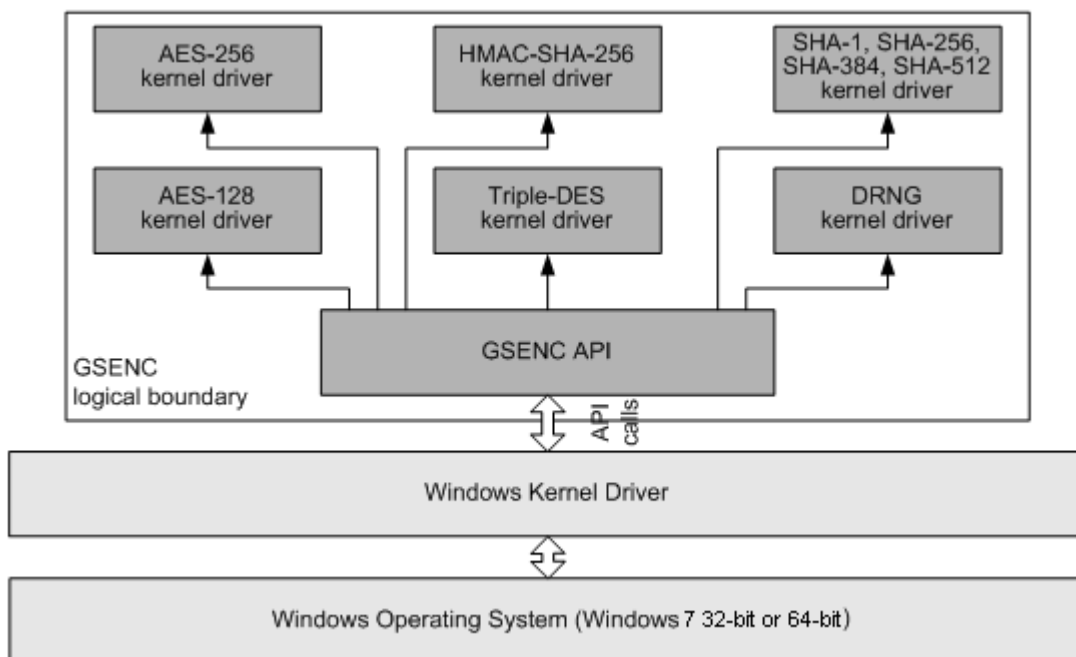 AES-256
kernel driver
HMAC-SHA-256
kernel driver
SHA-1, SHA-256,
SHA-384, SHA-512
kernel driver
AES-128
kernel driver
Triple-DES
kernel driver
DRNG
kernel driver
GSENC API
GSENC
logical boundary
API
calls
Windows Kernel Driver
Windows Operating System (Windows 7 32-bit or 64-bit)